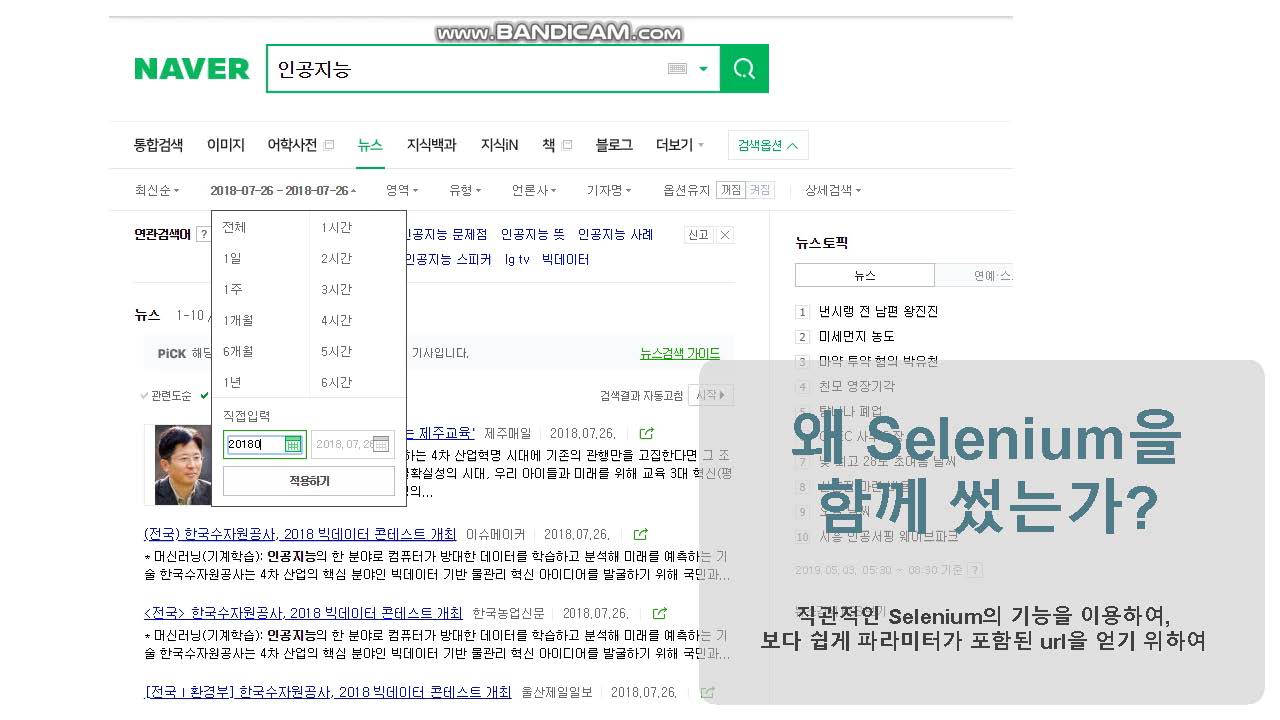 www.BANDICAM.com
NAVER
인공지능
통합검색 이미지 어학사전 뉴스 지식백과 지식iN 책 블로그 더보기 검색옵션
최신순 2018-07-26 - 2018-07-26 영역 유형 언론사 기자명 옵션유지 꺼짐 켜짐 상세검색
연관검색어 ? 인공지능 문제점 인공지능 뜻 인공지능 사례 신고
인공지능 스피커 lg tv 빅데이터
전체 1시간
1일 2시간
1주 3시간
1개월 4시간
6개월 5시간
1년 6시간
직접입력
20180 2018.07.26
적용하기
뉴스 1-10 /
PiCK 해당 기사입니다. 뉴스검색 가이드
관련도순 검색결과 자동고침 시작
는 제주교육' 제주매일 2018.07.26.
하는 4차 산업혁명 시대에 기존의 관행만을 고집한다면 그 조
확실성의 시대, 우리 아이들과 미래를 위해 교육 3대 혁신(평
의...
(전국) 한국수자원공사, 2018 빅데이터 콘테스트 개최 이슈메이커 2018.07.26.
* 머신러닝(기계학습): 인공지능의 한 분야로 컴퓨터가 방대한 데이터를 학습하고 분석해 미래를 예측하는 기
술 한국수자원공사는 4차 산업의 핵심 분야인 빅데이터 기반 물관리 혁신 아이디어를 발굴하기 위해 국민과...
<전국> 한국수자원공사, 2018 빅데이터 콘테스트 개최 한국농업신문 2018.07.26.
* 머신러닝(기계학습): 인공지능의 한 분야로 컴퓨터가 방대한 데이터를 학습하고 분석해 미래를 예측하는 기
술 한국수자원공사는 4차 산업의 핵심 분야인 빅데이터 기반 물관리 혁신 아이디어를 발굴하기 위해 국민과...
[전국 I 환경부] 한국수자원공사, 2018 빅데이터 콘테스트 개최 울산제일일보 2018.07.26.
뉴스토픽
뉴스 연예·스
1 낸시랭 전 남편 왕진진
2 미세먼지 농도
3 마약 투약 혐의 박유천
4 친모 영장기각
5
6
7 낮 최고 28도 초여름 날씨
8
9
10 시흥 인공서핑 웨이브파크
2019.05.03. 05:30 ~ 08:30 기준 ?
왜 Selenium을
함께 썼는가?
직관적인 Selenium의 기능을 이용하여,
보다 쉽게 파라미터가 포함된 url을 얻기 위하여